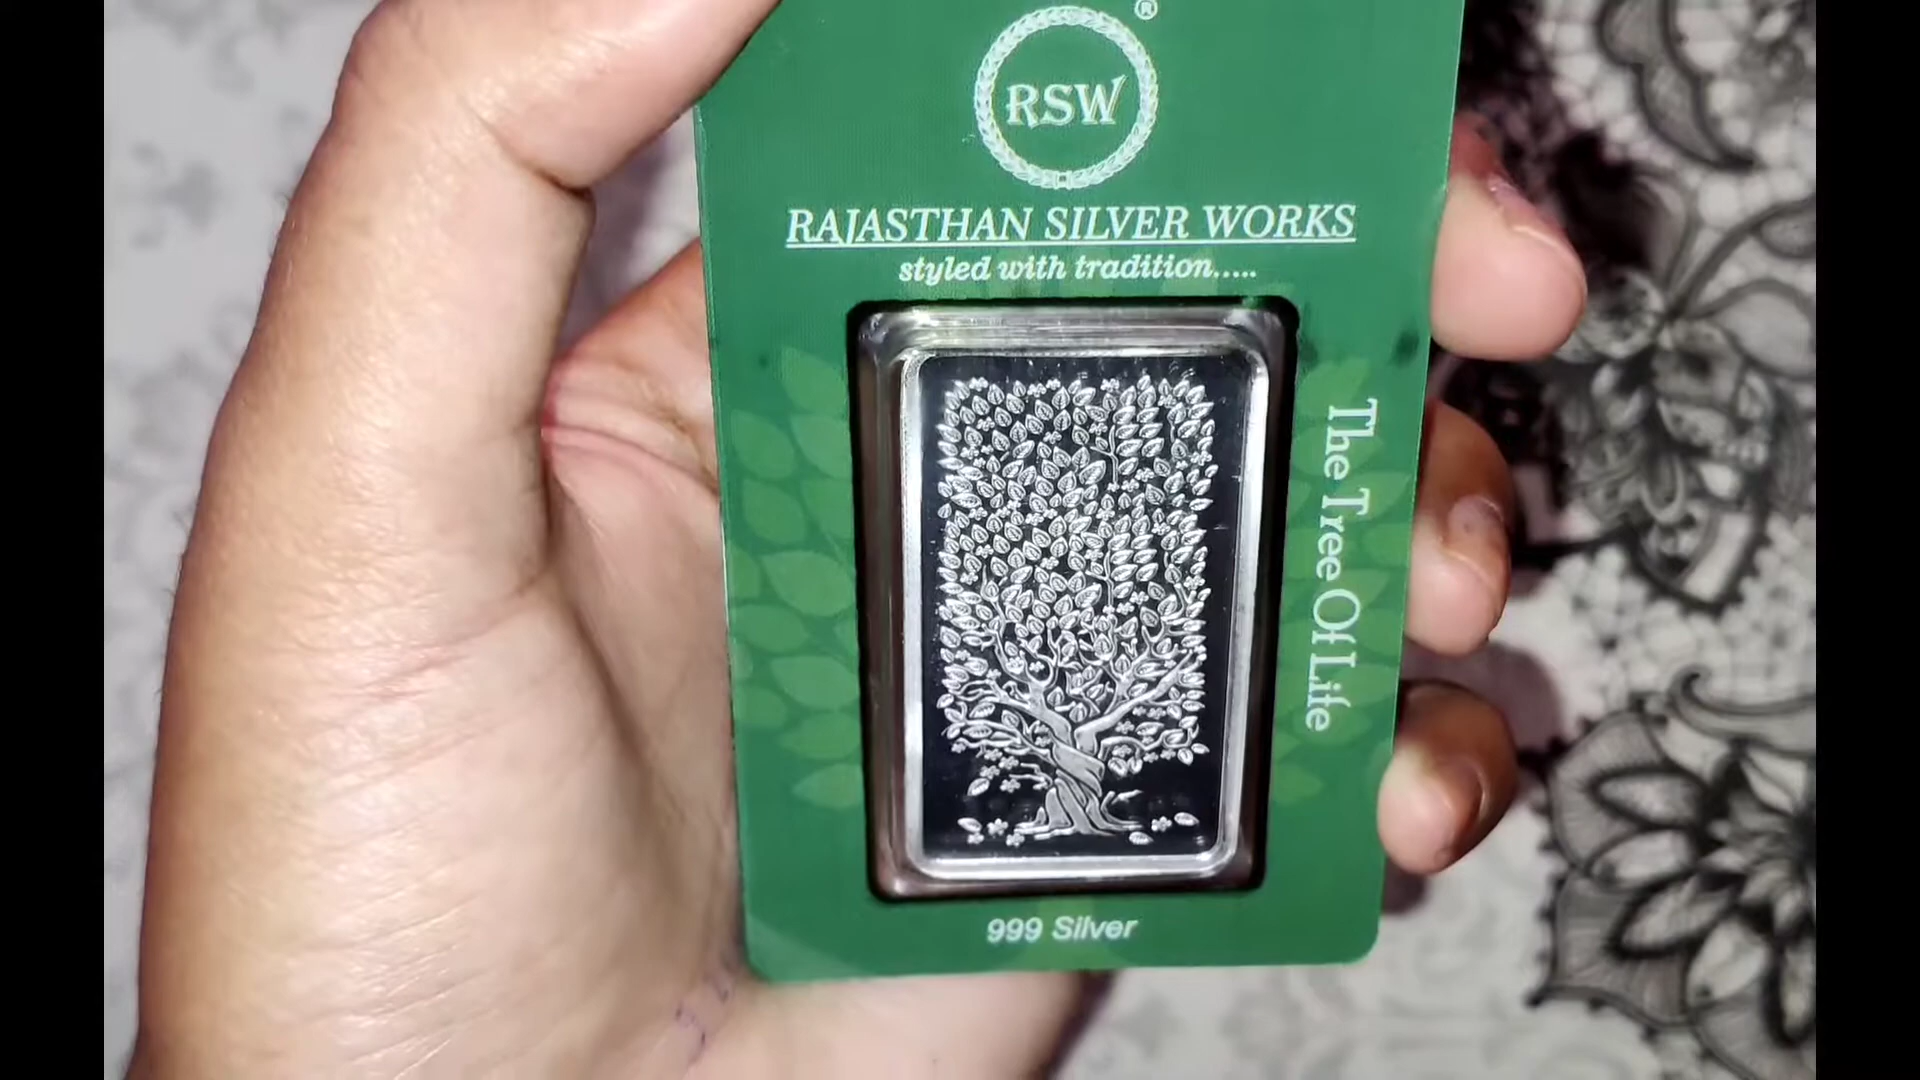 ®
RSW
RAJASTHAN SILVER WORKS
styled with tradition.....
The Tree Of Life
999 Silver